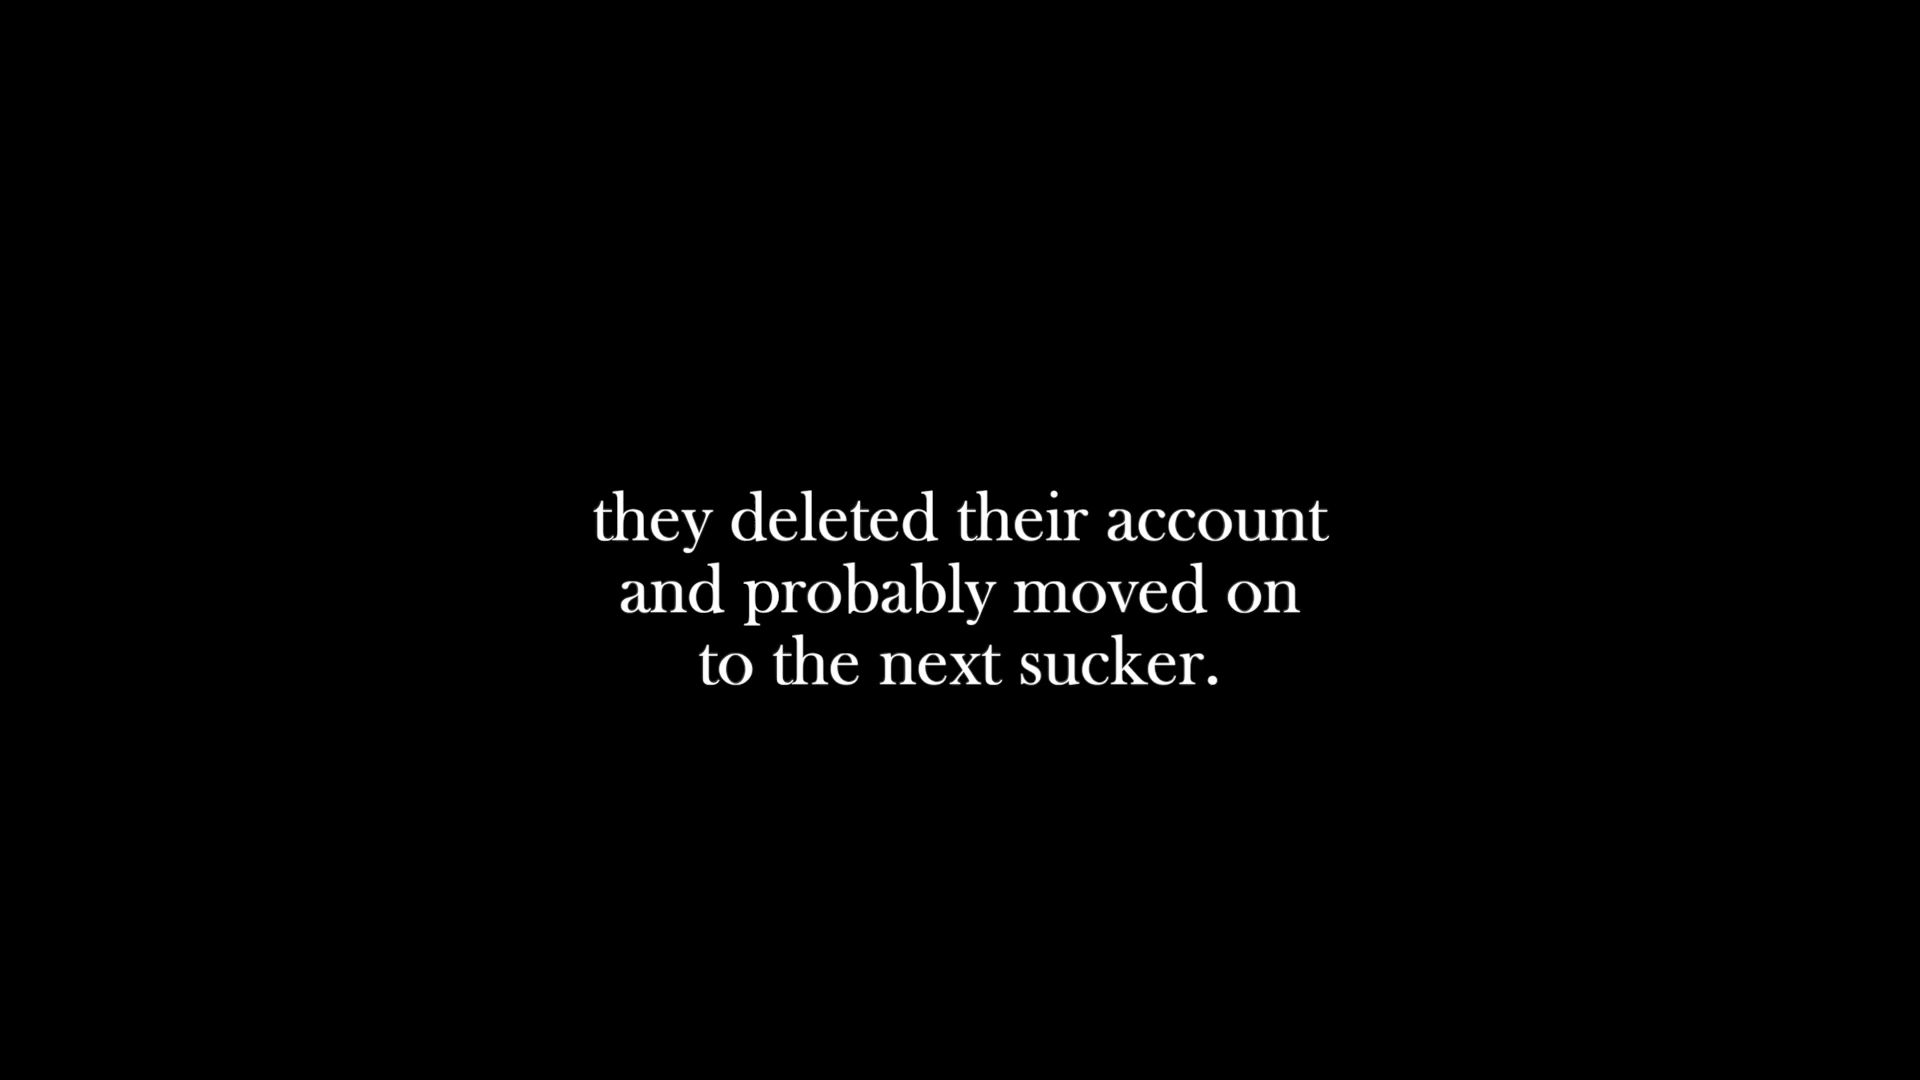 they deleted their account
and probably moved on
to the next sucker.